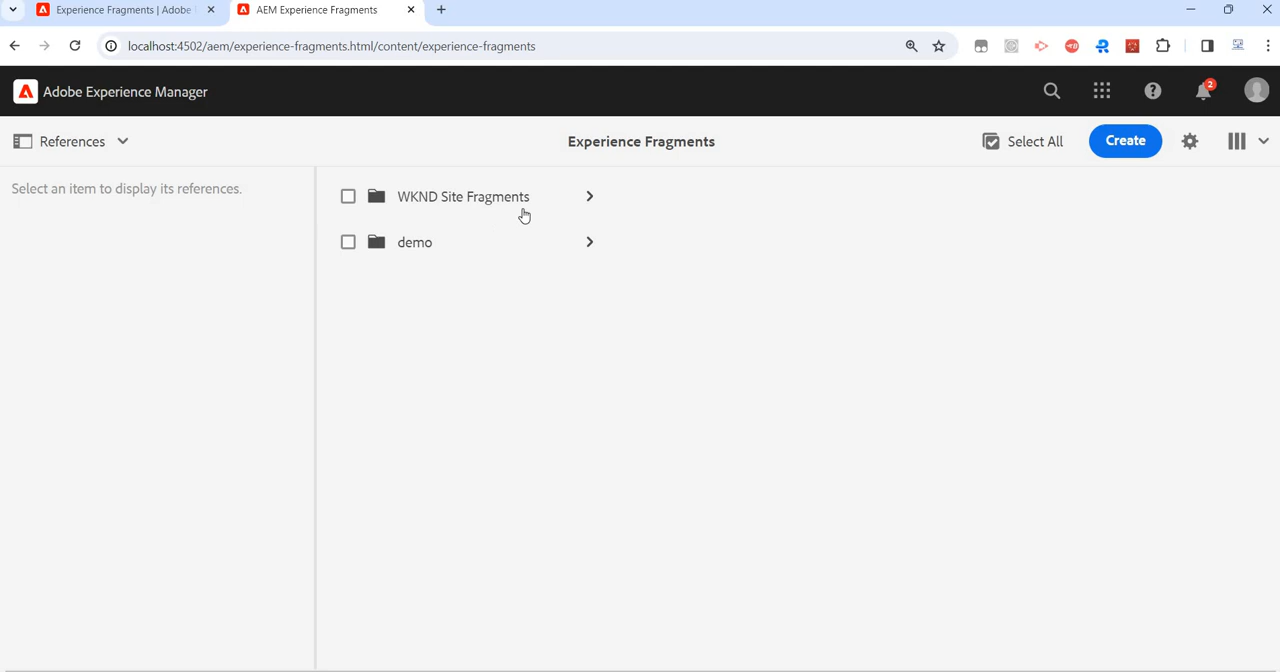 Experience Fragments | Adobe
AEM Experience Fragments
localhost:4502/aem/experience-fragments.html/content/experience-fragments
Adobe Experience Manager
2
References
Experience Fragments
Select All
Create
Select an item to display its references.
WKND Site Fragments
demo